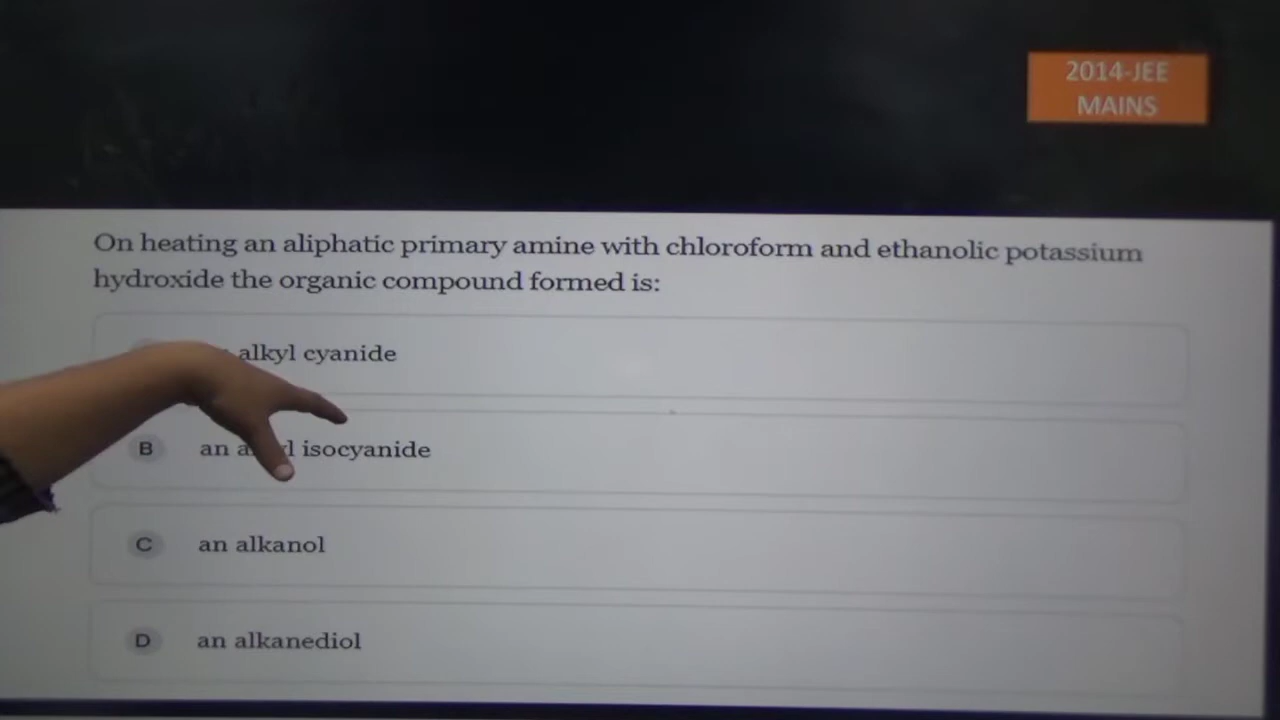 2014-JEE
MAINS
On heating an aliphatic primary amine with chloroform and ethanolic potassium
hydroxide the organic compound formed is:
alkyl cyanide
B an isocyanide
C an alkanol
D an alkanediol